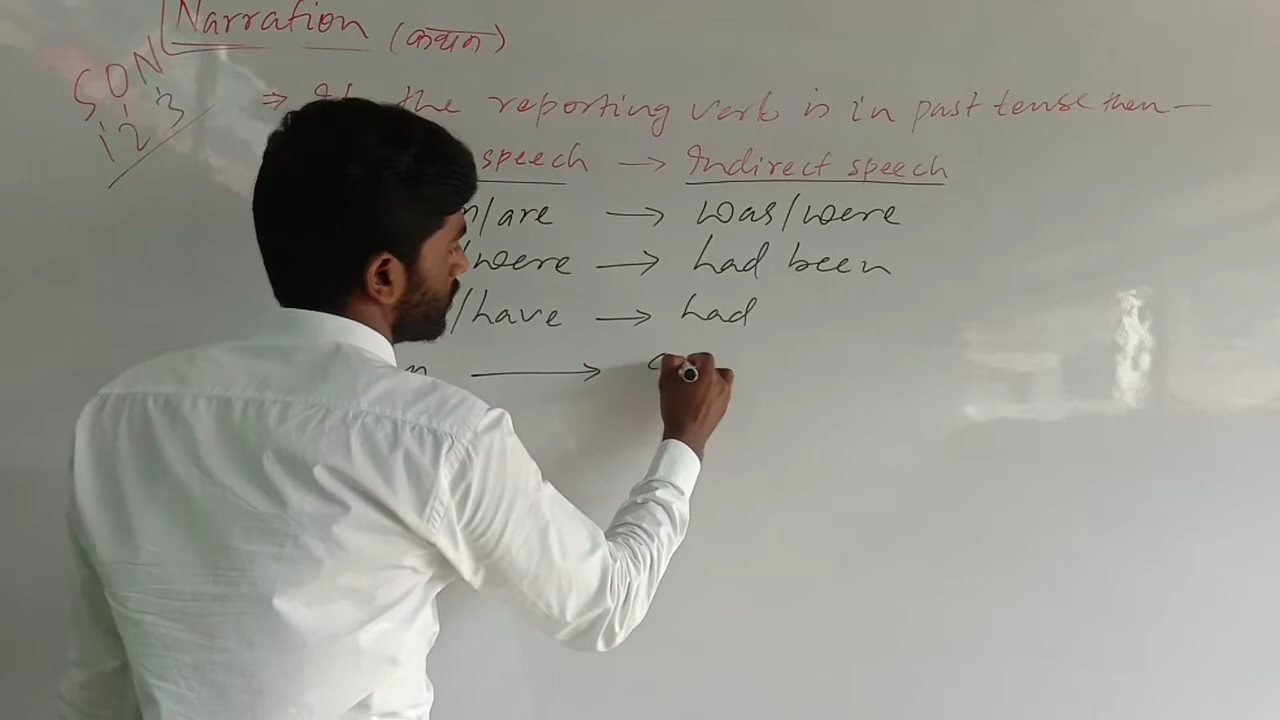 Narration (कथन)
SON
1 2 3
⇒ the reporting verb is in past tense then —
speech → Indirect speech
/are → was/were
/were → had been
/have → had
→